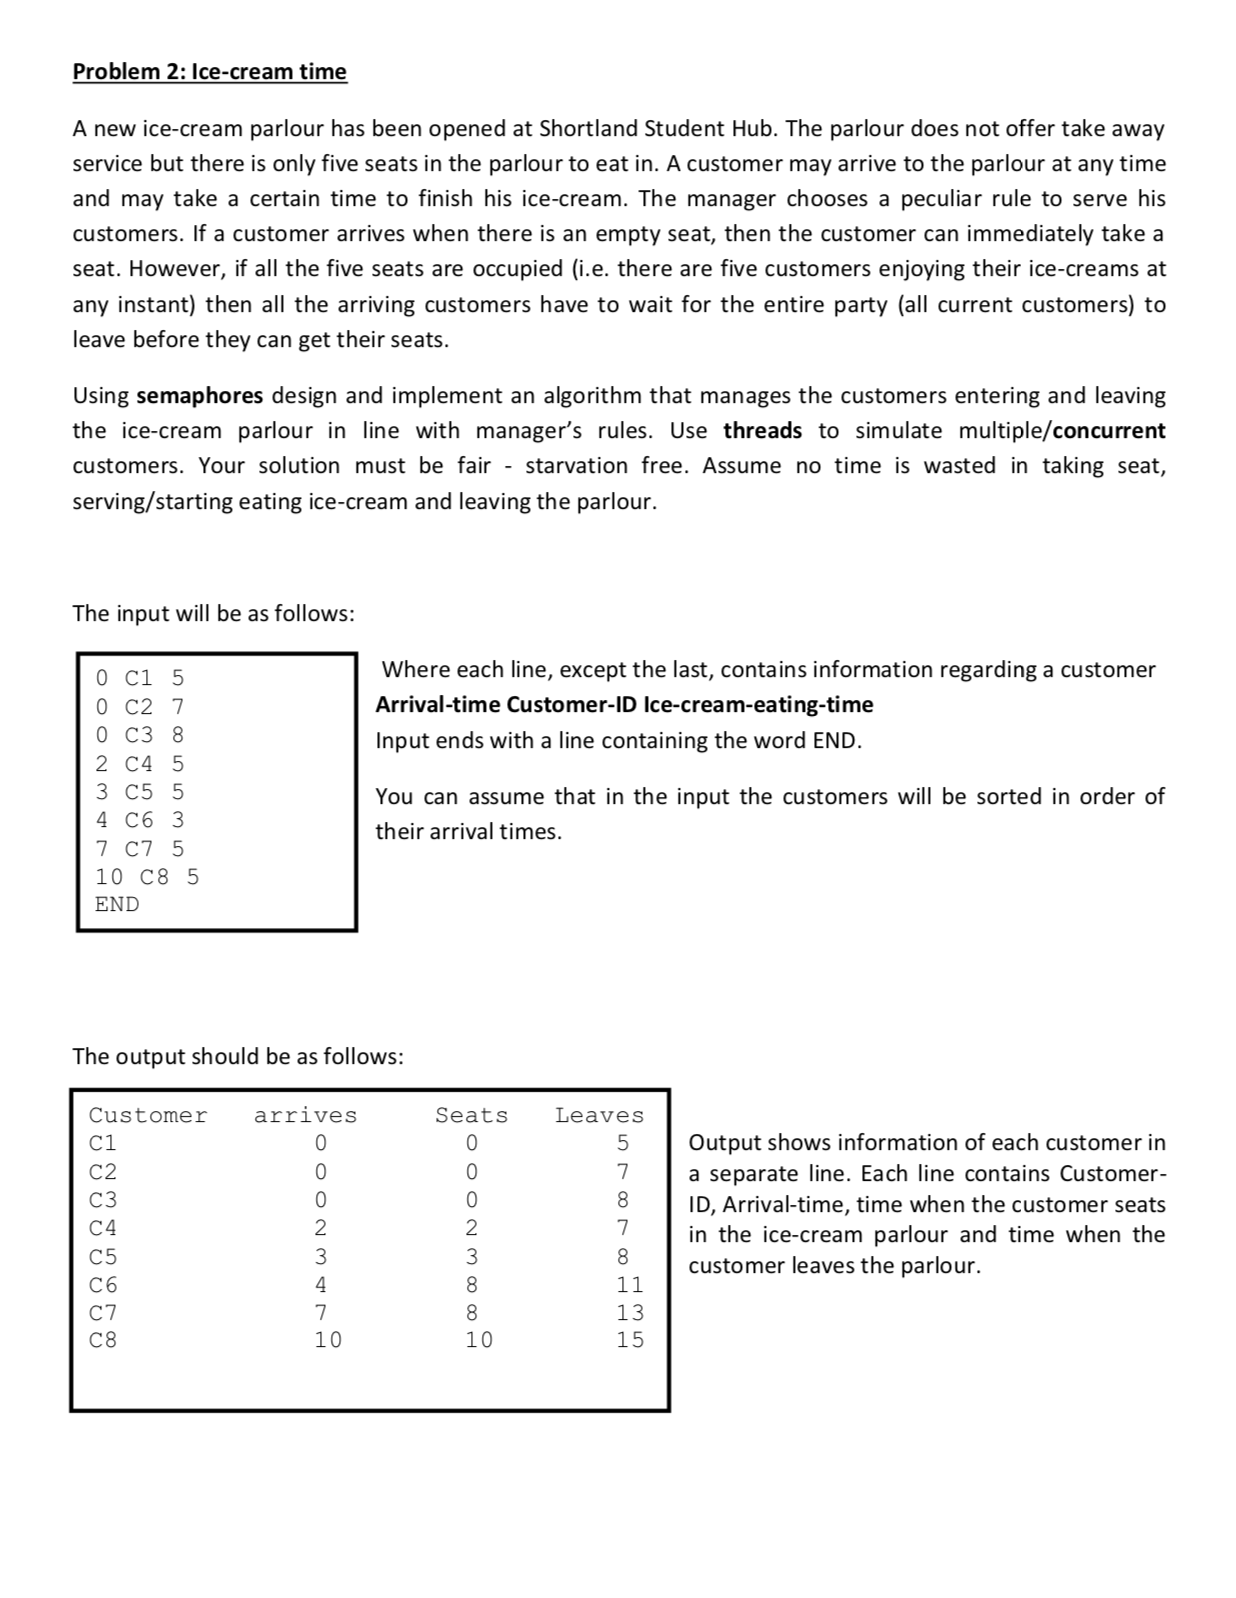 Problem 2: Ice-cream time
A new ice-cream parlour has been opened at Shortland Student Hub. The parlour does not offer take away
service but there is only five seats in the parlour to eat in. A customer may arrive to the parlour at any time
and may take a certain time to finish his ice-cream. The manager chooses a peculiar rule to serve his
customers. If a customer arrives when there is an empty seat, then the customer can immediately take a
seat. However, if all the five seats are occupied (i.e. there are five customers enjoying their ice-creams at
any instant) then all the arriving customers have to wait for the entire party (all current customers) to
leave before they can get their seats.
Using semaphores design and implement an algorithm that manages the customers entering and leaving
the ice-cream parlour in line with manager’s rules. Use threads to simulate multiple/concurrent
customers. Your solution must be fair - starvation free. Assume no time is wasted in taking seat,
serving/starting eating ice-cream and leaving the parlour.
The input will be as follows:
0 C1 5
0 C2 7
0 C3 8
2 C4 5
3 C5 5
4 C6 3
7 C7 5
10 C8 5
END
Where each line, except the last, contains information regarding a customer
Arrival-time Customer-ID Ice-cream-eating-time
Input ends with a line containing the word END.
You can assume that in the input the customers will be sorted in order of
their arrival times.
The output should be as follows:
Customer arrives Seats Leaves
C1 0 0 5
C2 0 0 7
C3 0 0 8
C4 2 2 7
C5 3 3 8
C6 4 8 11
C7 7 8 13
C8 10 10 15
Output shows information of each customer in
a separate line. Each line contains Customer-
ID, Arrival-time, time when the customer seats
in the ice-cream parlour and time when the
customer leaves the parlour.